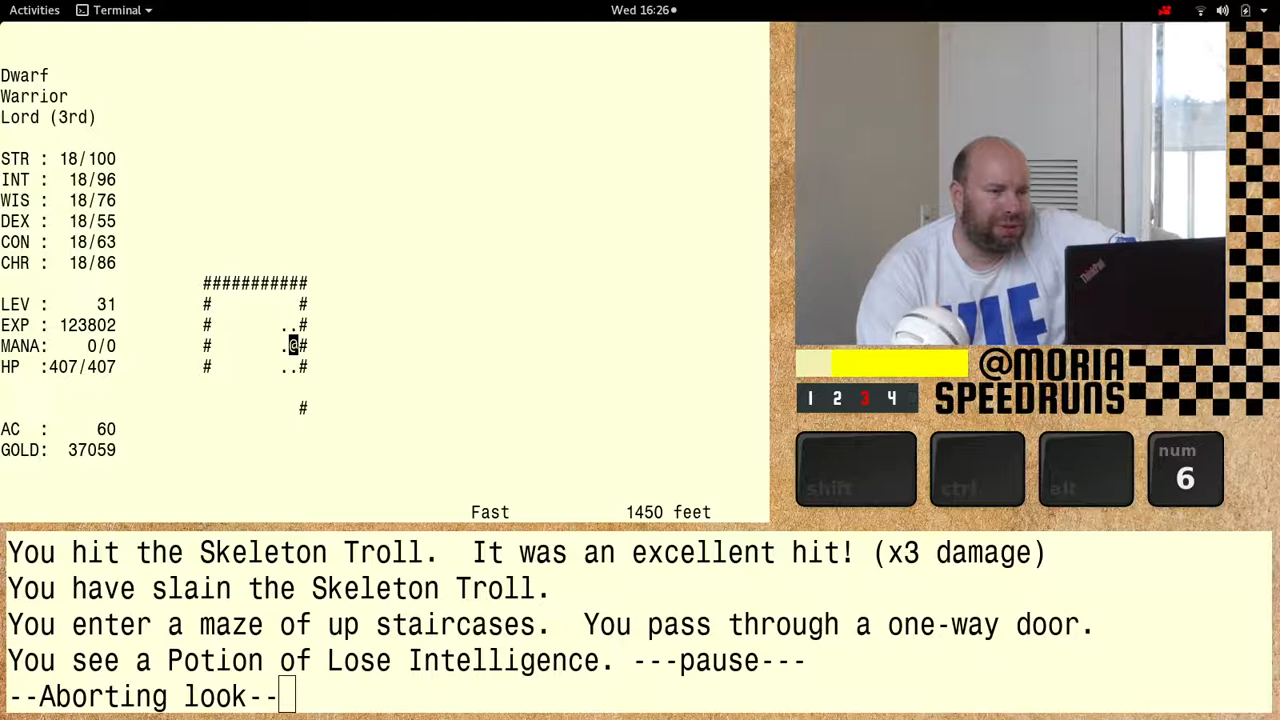 Activities Terminal Wed 16:26
Dwarf
Warrior
Lord (3rd)
STR : 18/100
INT : 18/96
WIS : 18/76
DEX : 18/55
CON : 18/63
CHR : 18/86
###########
LEV : 31 # #
EXP : 123802 # ..#
MANA: 0/0 # .@#
HP :407/407 # ..#
#
AC : 60
GOLD: 37059
Fast 1450 feet
ThinkPad
@MORIA
SPEEDRUNS
1 2 3 4
shift ctrl alt num
6
You hit the Skeleton Troll. It was an excellent hit! (x3 damage)
You have slain the Skeleton Troll.
You enter a maze of up staircases. You pass through a one-way door.
You see a Potion of Lose Intelligence. ---pause---
--Aborting look--